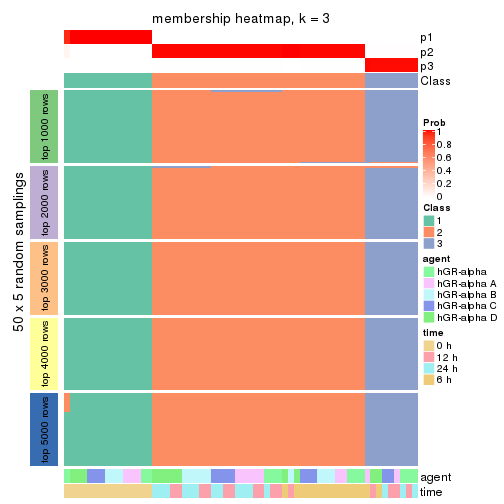 membership heatmap, k = 3
p1
p2
p3
Class
50 x 5 random samplings
top 1000 rows
top 2000 rows
top 3000 rows
top 4000 rows
top 5000 rows
agent
time
Prob
1
0.8
0.6
0.4
0.2
0
Class
1
2
3
agent
hGR-alpha
hGR-alpha A
hGR-alpha B
hGR-alpha C
hGR-alpha D
time
0 h
12 h
24 h
6 h